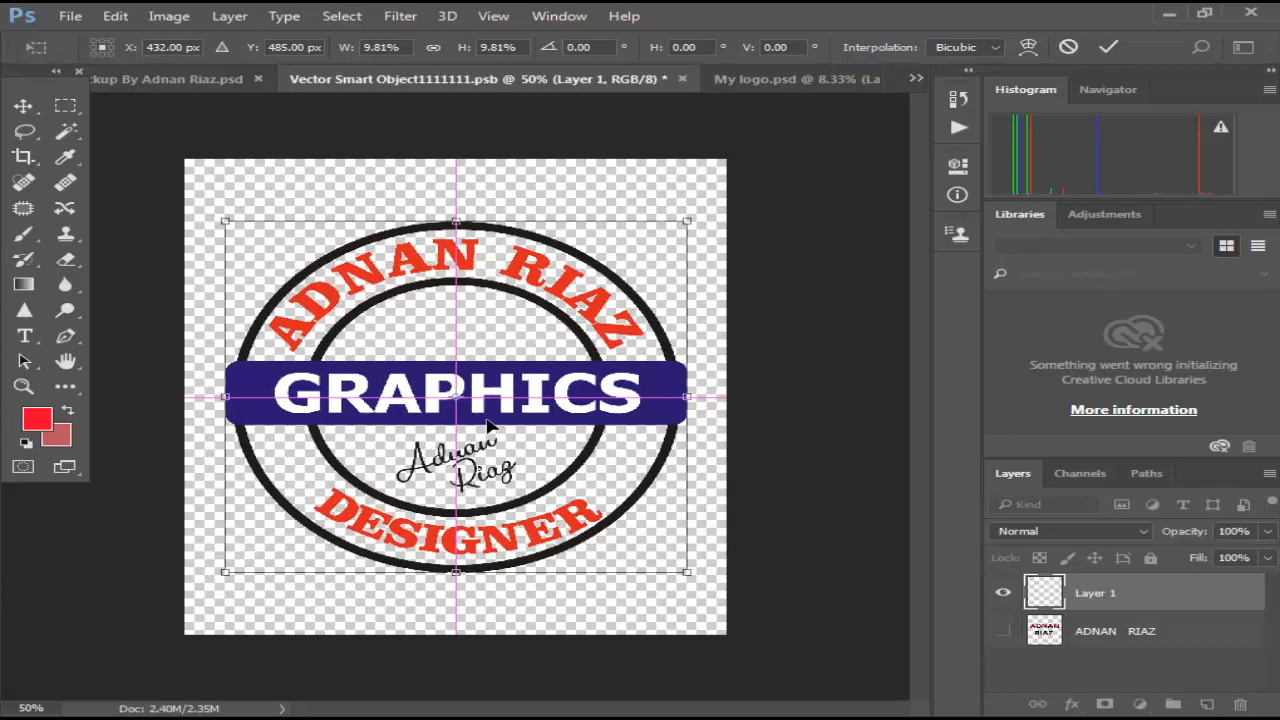 Ps File Edit Image Layer Type Select Filter 3D View Window Help
X: 432.00 px Y: 485.00 px W: 9.81% H: 9.81% 0.00 ° H: 0.00 ° V: 0.00 ° Interpolation: Bicubic
ckup By Adnan Riaz.psd × Vector Smart Object1111111.psb @ 50% (Layer 1, RGB/8) * × My logo.psd @ 8.33% (La
Histogram Navigator
ADNAN RIAZ
GRAPHICS
Adnan
Riaz
DESIGNER
Libraries Adjustments
Something went wrong initializing
Creative Cloud Libraries
More information
Layers Channels Paths
Kind
Normal Opacity: 100%
Lock: Fill: 100%
Layer 1
ADNAN RIAZ
ADNAN RIAZ
50% Doc: 2.40M/2.35M